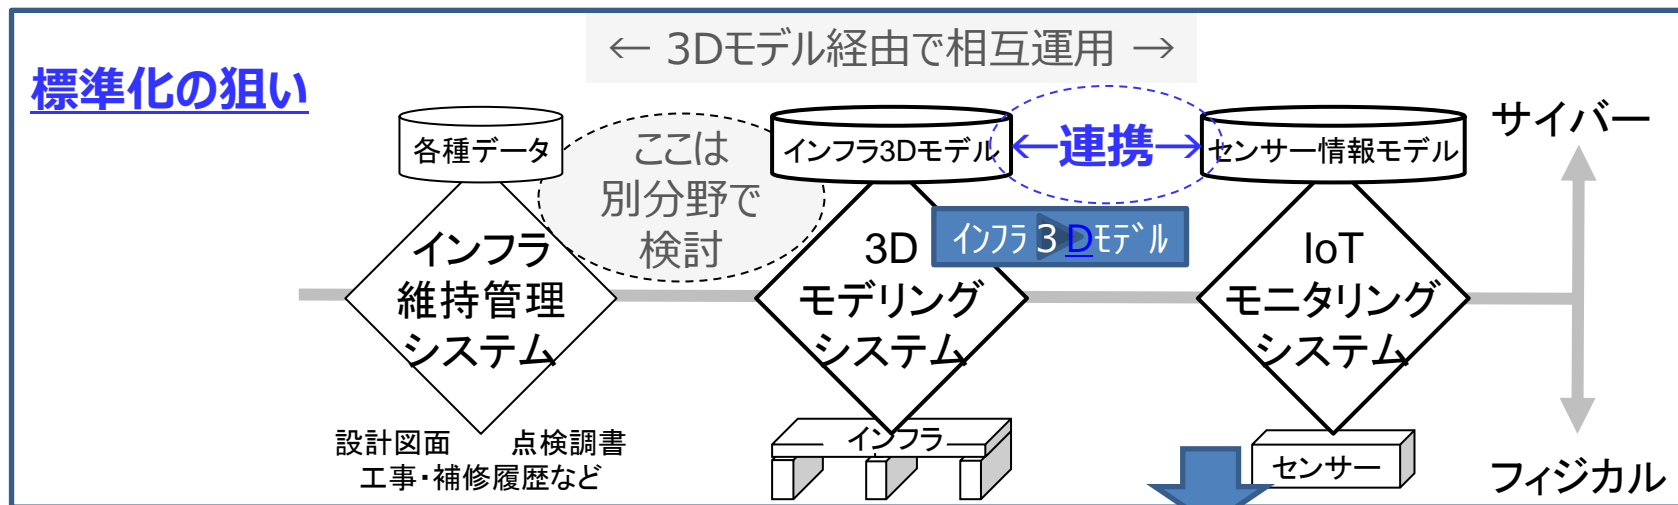 ← 3Dモデル経由で相互運用 →
標準化の狙い
各種データ
ここは
別分野で
検討
インフラ3Dモデル
←連携→
センサー情報モデル
サイバー
インフラ
維持管理
システム
3D
モデリング
システム
インフラ 3 Dモデル
IoT
モニタリング
システム
設計図面 点検調書
工事・補修履歴など
インフラ
センサー
フィジカル